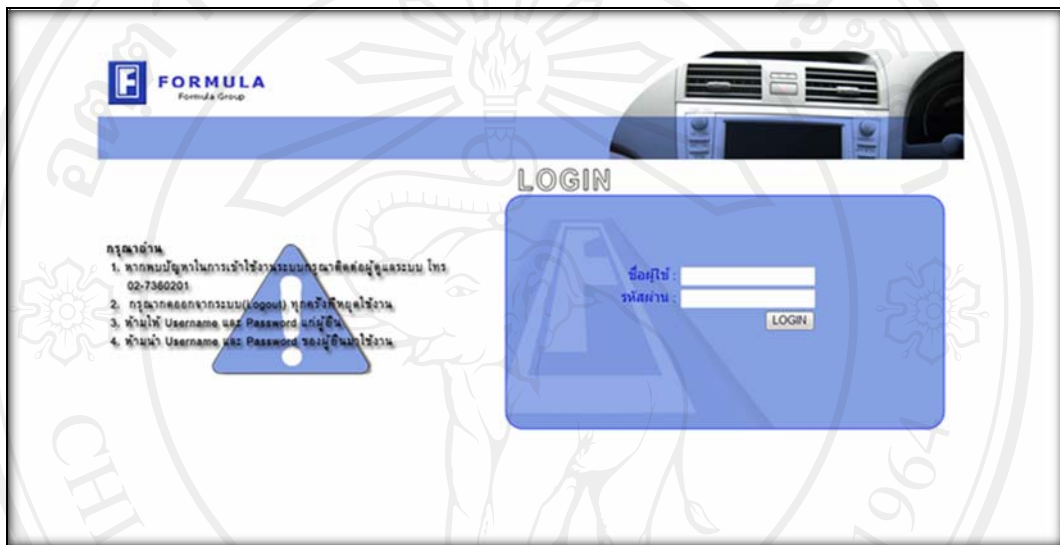 FORMULA
Formula Group
LOGIN
กรุณาอ่าน
1. หากพบปัญหาในการเข้าใช้งานระบบกรุณาติดต่อผู้ดูแลระบบ โทร
02-7360201
2. กรุณากดออกจากระบบ(Logout) ทุกครั้งที่หยุดใช้งาน
3. ห้ามให้ Username และ Password แก่ผู้อื่น
4. ห้ามนำ Username และ Password ของผู้อื่นมาใช้งาน
ชื่อผู้ใช้ :
รหัสผ่าน :
LOGIN
1964